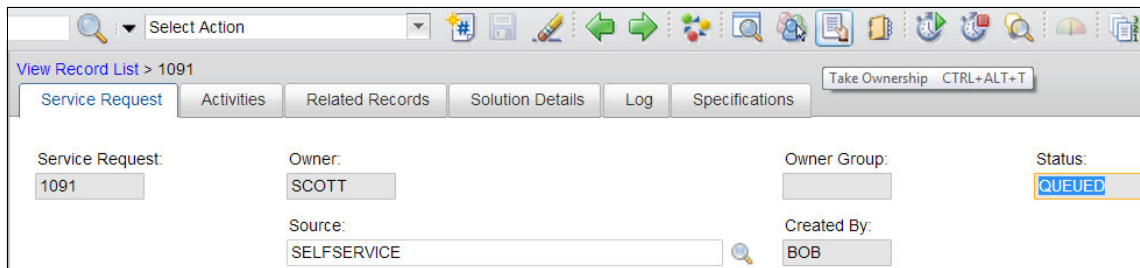 Select Action
View Record List > 1091
Take Ownership CTRL+ALT+T
Service Request Activities Related Records Solution Details Log Specifications
Service Request: Owner: Owner Group: Status:
1091 SCOTT QUEUED
Source: Created By:
SELFSERVICE BOB